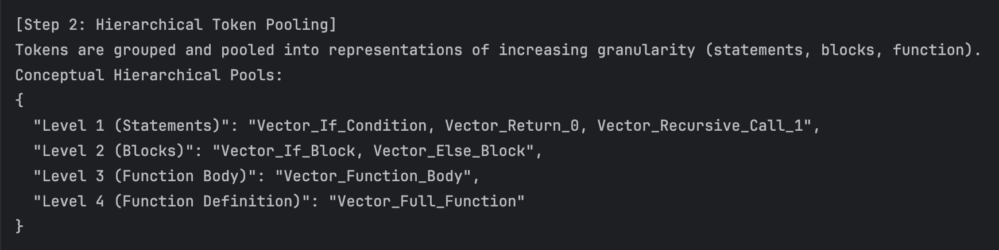 [Step 2: Hierarchical Token Pooling]
Tokens are grouped and pooled into representations of increasing granularity (statements, blocks, function).
Conceptual Hierarchical Pools:
{
  "Level 1 (Statements)": "Vector_If_Condition, Vector_Return_0, Vector_Recursive_Call_1",
  "Level 2 (Blocks)": "Vector_If_Block, Vector_Else_Block",
  "Level 3 (Function Body)": "Vector_Function_Body",
  "Level 4 (Function Definition)": "Vector_Full_Function"
}